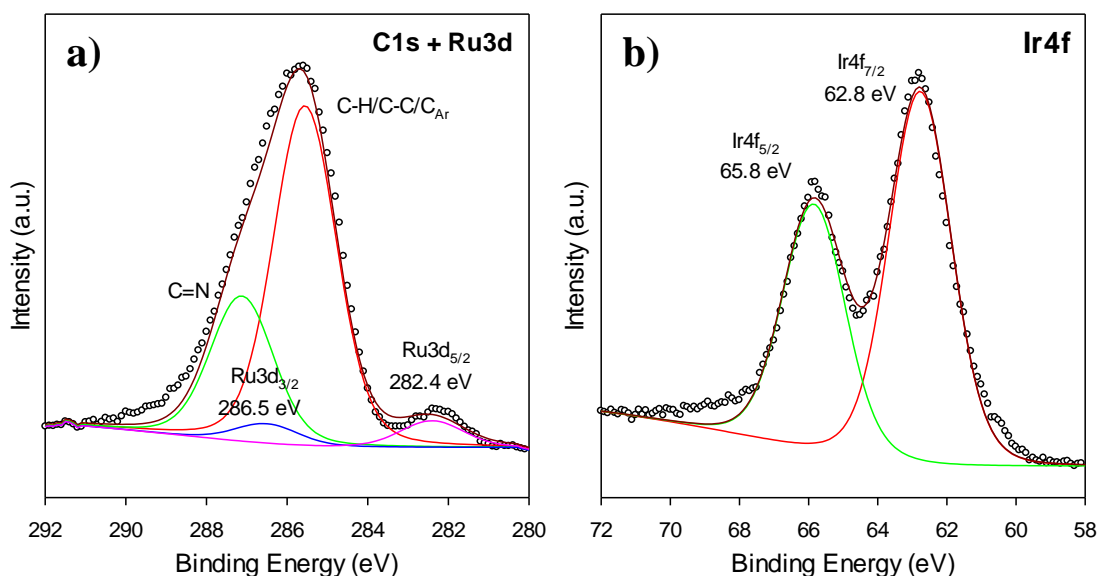 a)
C1s + Ru3d
C-H/C-C/C_Ar
C=N
Ru3d_3/2
286.5 eV
Ru3d_5/2
282.4 eV
Intensity (a.u.)
292 290 288 286 284 282 280
Binding Energy (eV)
b)
Ir4f
Ir4f_7/2
62.8 eV
Ir4f_5/2
65.8 eV
Intensity (a.u.)
72 70 68 66 64 62 60 58
Binding Energy (eV)